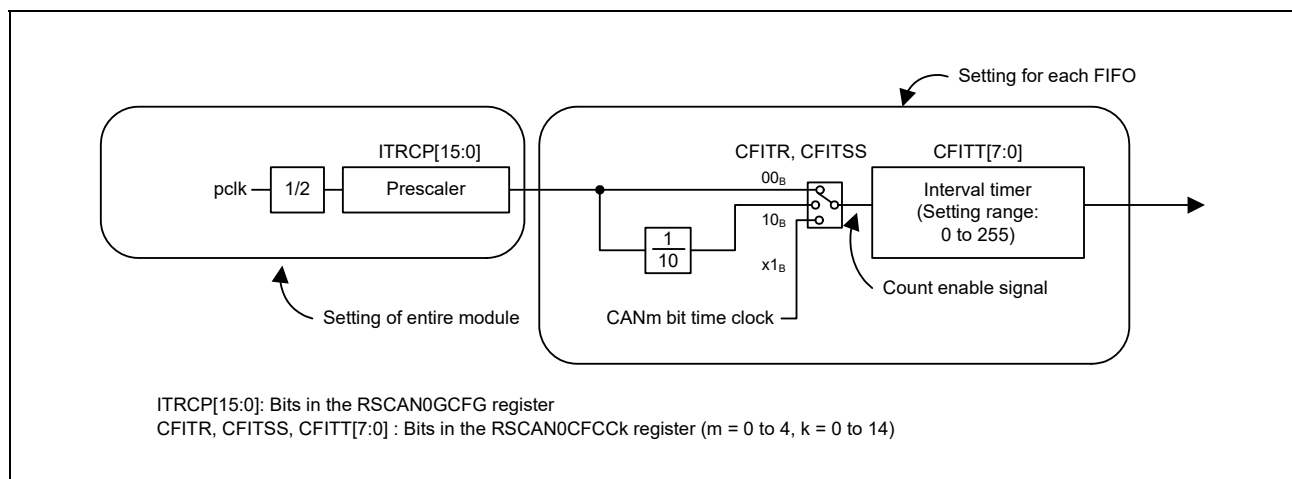 Setting for each FIFO
ITRCP[15:0]
CFITR, CFITSS
CFITT[7:0]
pclk
1/2
Prescaler
00B
10B
x1B
1
10
Interval timer
(Setting range:
0 to 255)
Count enable signal
Setting of entire module
CANm bit time clock
ITRCP[15:0]: Bits in the RSCAN0GCFG register
CFITR, CFITSS, CFITT[7:0] : Bits in the RSCAN0CFCCk register (m = 0 to 4, k = 0 to 14)